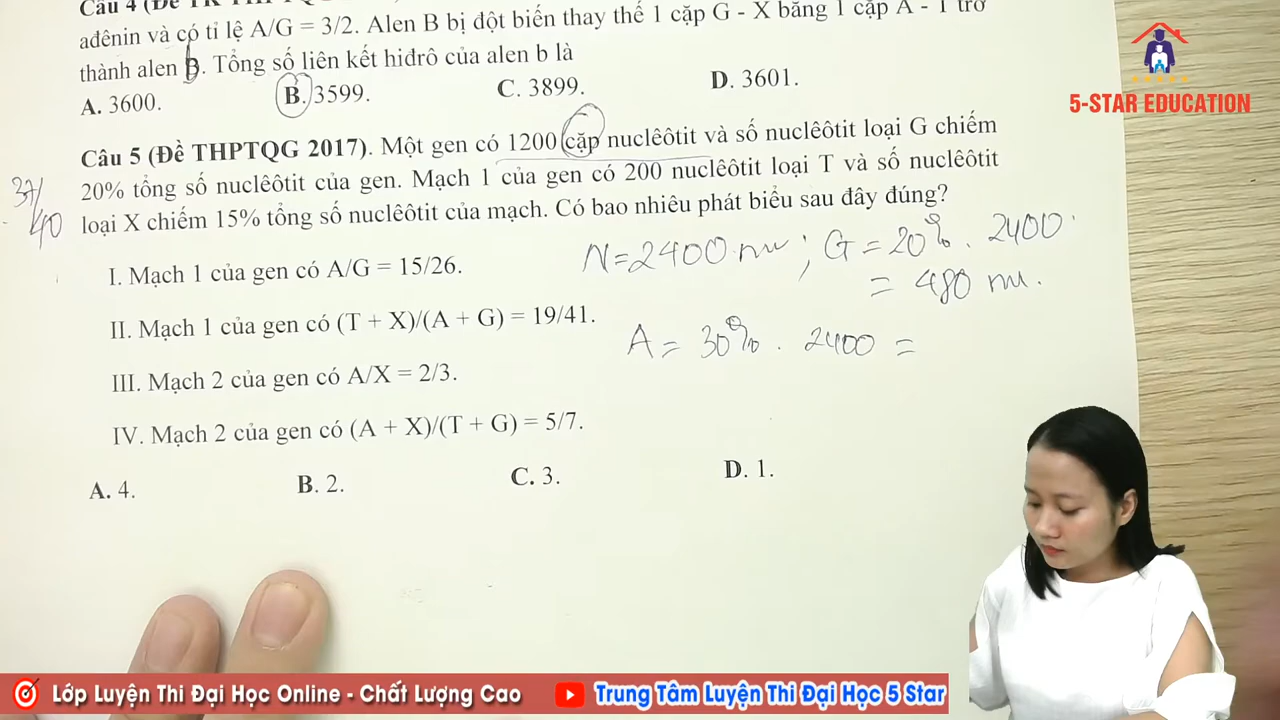 Câu 4 (Đề
ađênin và có tỉ lệ A/G = 3/2. Alen B bị đột biến thay thế 1 cặp G - X bằng 1 cặp A - T trở
thành alen b. Tổng số liên kết hiđrô của alen b là
A. 3600. B. 3599. C. 3899. D. 3601.
5-STAR EDUCATION
Câu 5 (Đề THPTQG 2017). Một gen có 1200 cặp nuclêôtit và số nuclêôtit loại G chiếm
20% tổng số nuclêôtit của gen. Mạch 1 của gen có 200 nuclêôtit loại T và số nuclêôtit
loại X chiếm 15% tổng số nuclêôtit của mạch. Có bao nhiêu phát biểu sau đây đúng?
37/
40
N=2400 nu ; G = 20% . 2400
= 480 nu.
I. Mạch 1 của gen có A/G = 15/26.
II. Mạch 1 của gen có (T + X)/(A + G) = 19/41.
A = 30% . 2400 =
III. Mạch 2 của gen có A/X = 2/3.
IV. Mạch 2 của gen có (A + X)/(T + G) = 5/7.
A. 4. B. 2. C. 3. D. 1.
Lớp Luyện Thi Đại Học Online - Chất Lượng Cao Trung Tâm Luyện Thi Đại Học 5 Star